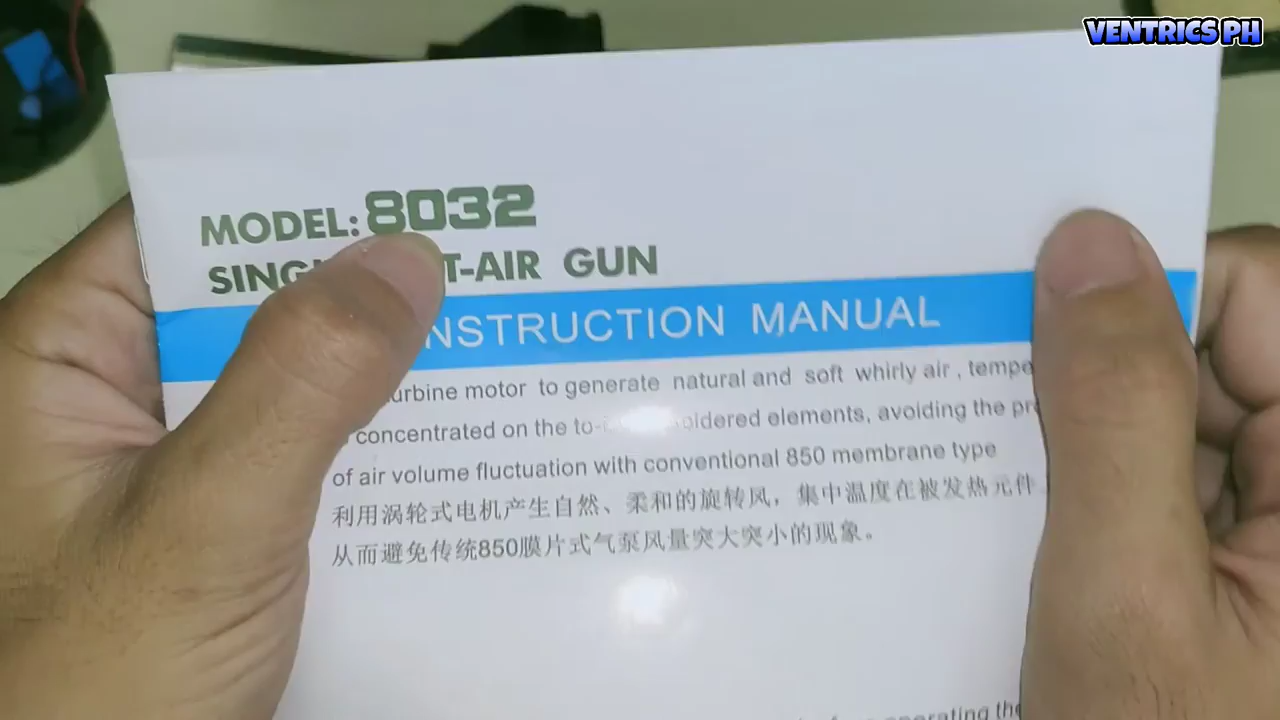 VENTRICS PH
MODEL: 8032
T-AIR GUN
NSTRUCTION MANUAL
urbine motor to generate natural and soft whirly air , tempe
concentrated on the to- oldered elements, avoiding the pr
of air volume fluctuation with conventional 850 membrane type
利用涡轮式电机产生自然、柔和的旋转风，集中温度在被发热元件
从而避免传统850膜片式气泵风量突大突小的现象。
operating the